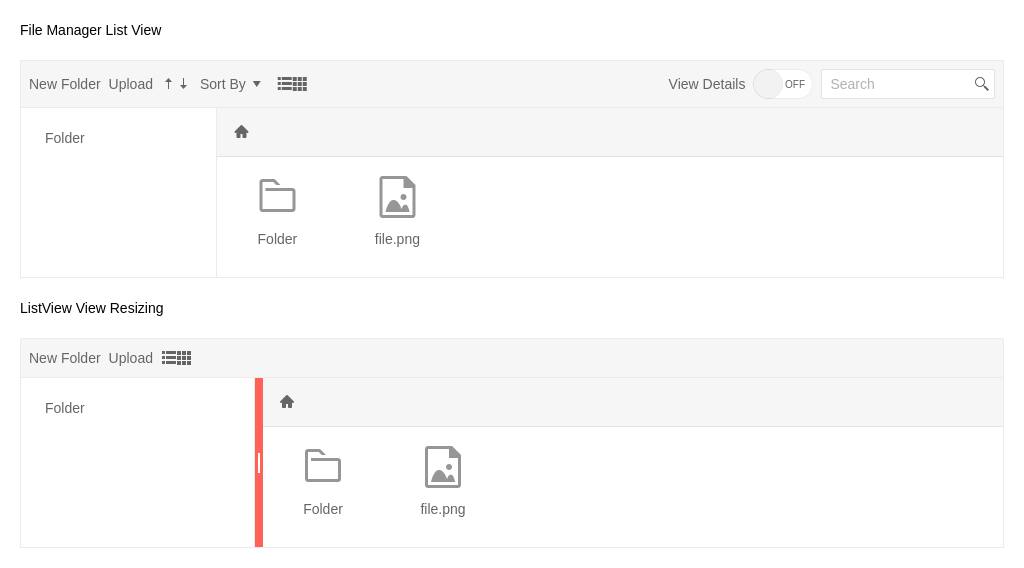 File Manager List View
New Folder Upload Sort By View Details OFF Search
Folder
Folder file.png
ListView View Resizing
New Folder Upload
Folder
Folder file.png